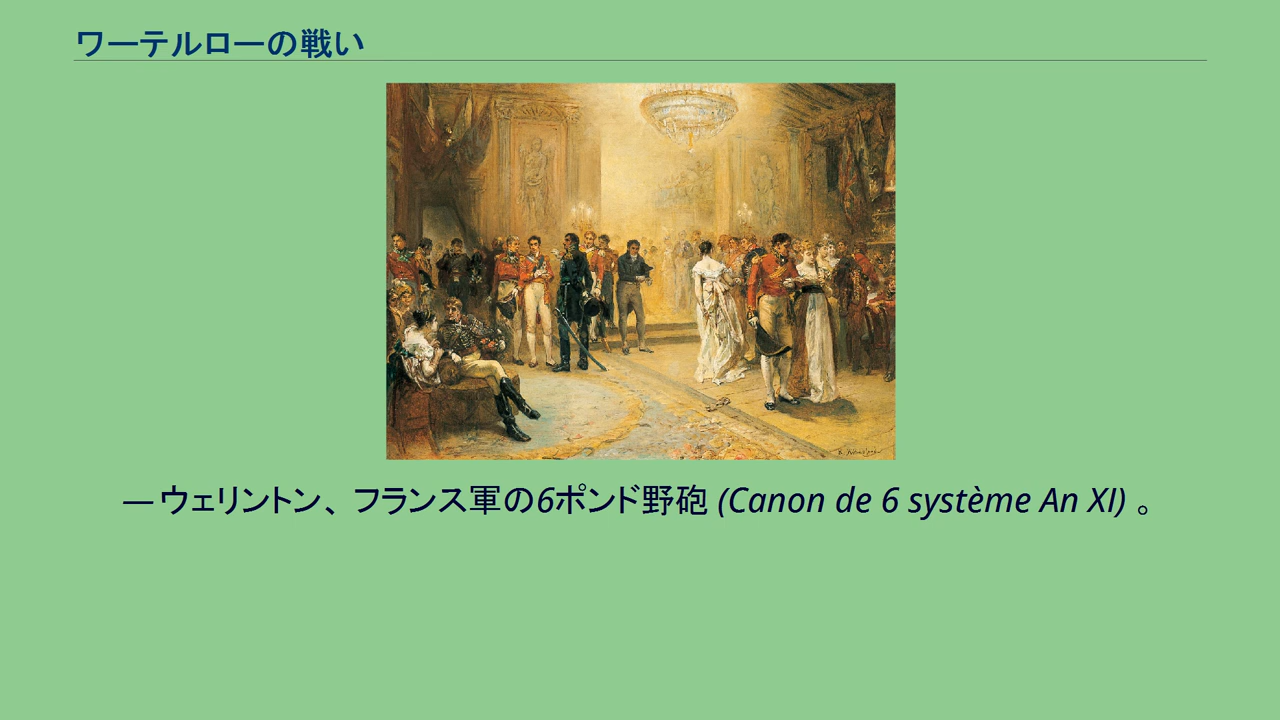 ワーテルローの戦い
—ウェリントン、フランス軍の6ポンド野砲 (Canon de 6 système An XI) 。